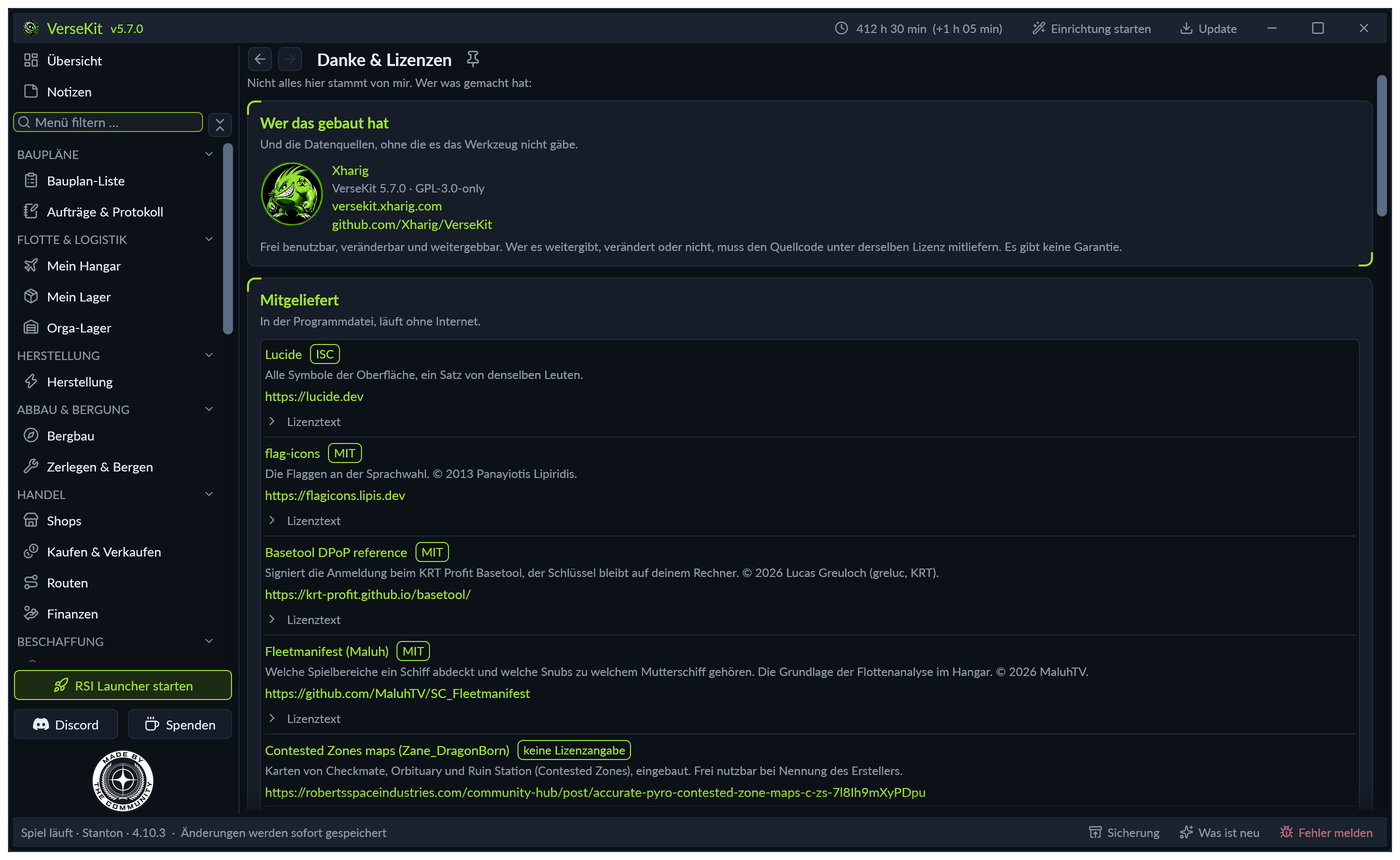 VerseKit v5.7.0
412 h 30 min (+1 h 05 min)
Einrichtung starten
Update
Übersicht
Notizen
Menü filtern ...
BAUPLÄNE
Bauplan-Liste
Aufträge & Protokoll
FLOTTE & LOGISTIK
Mein Hangar
Mein Lager
Orga-Lager
HERSTELLUNG
Herstellung
ABBAU & BERGUNG
Bergbau
Zerlegen & Bergen
HANDEL
Shops
Kaufen & Verkaufen
Routen
Finanzen
BESCHAFFUNG
RSI Launcher starten
Discord
Spenden
MADE BY
THE COMMUNITY
Danke & Lizenzen
Nicht alles hier stammt von mir. Wer was gemacht hat:
Wer das gebaut hat
Und die Datenquellen, ohne die es das Werkzeug nicht gäbe.
Xharig
VerseKit 5.7.0 · GPL-3.0-only
versekit.xharig.com
github.com/Xharig/VerseKit
Frei benutzbar, veränderbar und weitergebbar. Wer es weitergibt, verändert oder nicht, muss den Quellcode unter derselben Lizenz mitliefern. Es gibt keine Garantie.
Mitgeliefert
In der Programmdatei, läuft ohne Internet.
Lucide ISC
Alle Symbole der Oberfläche, ein Satz von denselben Leuten.
https://lucide.dev
Lizenztext
flag-icons MIT
Die Flaggen an der Sprachwahl. © 2013 Panayiotis Lipiridis.
https://flagicons.lipis.dev
Lizenztext
Basetool DPoP reference MIT
Signiert die Anmeldung beim KRT Profit Basetool, der Schlüssel bleibt auf deinem Rechner. © 2026 Lucas Greuloch (greluc, KRT).
https://krt-profit.github.io/basetool/
Lizenztext
Fleetmanifest (Maluh) MIT
Welche Spielbereiche ein Schiff abdeckt und welche Snubs zu welchem Mutterschiff gehören. Die Grundlage der Flottenanalyse im Hangar. © 2026 MaluhTV.
https://github.com/MaluhTV/SC_Fleetmanifest
Lizenztext
Contested Zones maps (Zane_DragonBorn) keine Lizenzangabe
Karten von Checkmate, Orbituary und Ruin Station (Contested Zones), eingebaut. Frei nutzbar bei Nennung des Erstellers.
https://robertsspaceindustries.com/community-hub/post/accurate-pyro-contested-zone-maps-c-zs-7I8Ih9mXyPDpu
Spiel läuft · Stanton · 4.10.3 · Änderungen werden sofort gespeichert
Sicherung
Was ist neu
Fehler melden